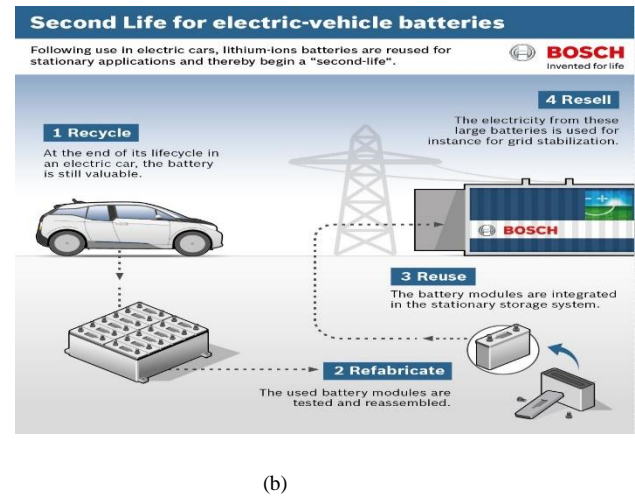 Second Life for electric-vehicle batteries
Following use in electric cars, lithium-ions batteries are reused for
stationary applications and thereby begin a "second-life".
BOSCH
Invented for life
4 Resell
The electricity from these
large batteries is used for
instance for grid stabilization.
1 Recycle
At the end of its lifecycle in
an electric car, the battery
is still valuable.
BOSCH
3 Reuse
The battery modules are integrated
in the stationary storage system.
2 Refabricate
The used battery modules are
tested and reassembled.
(b)